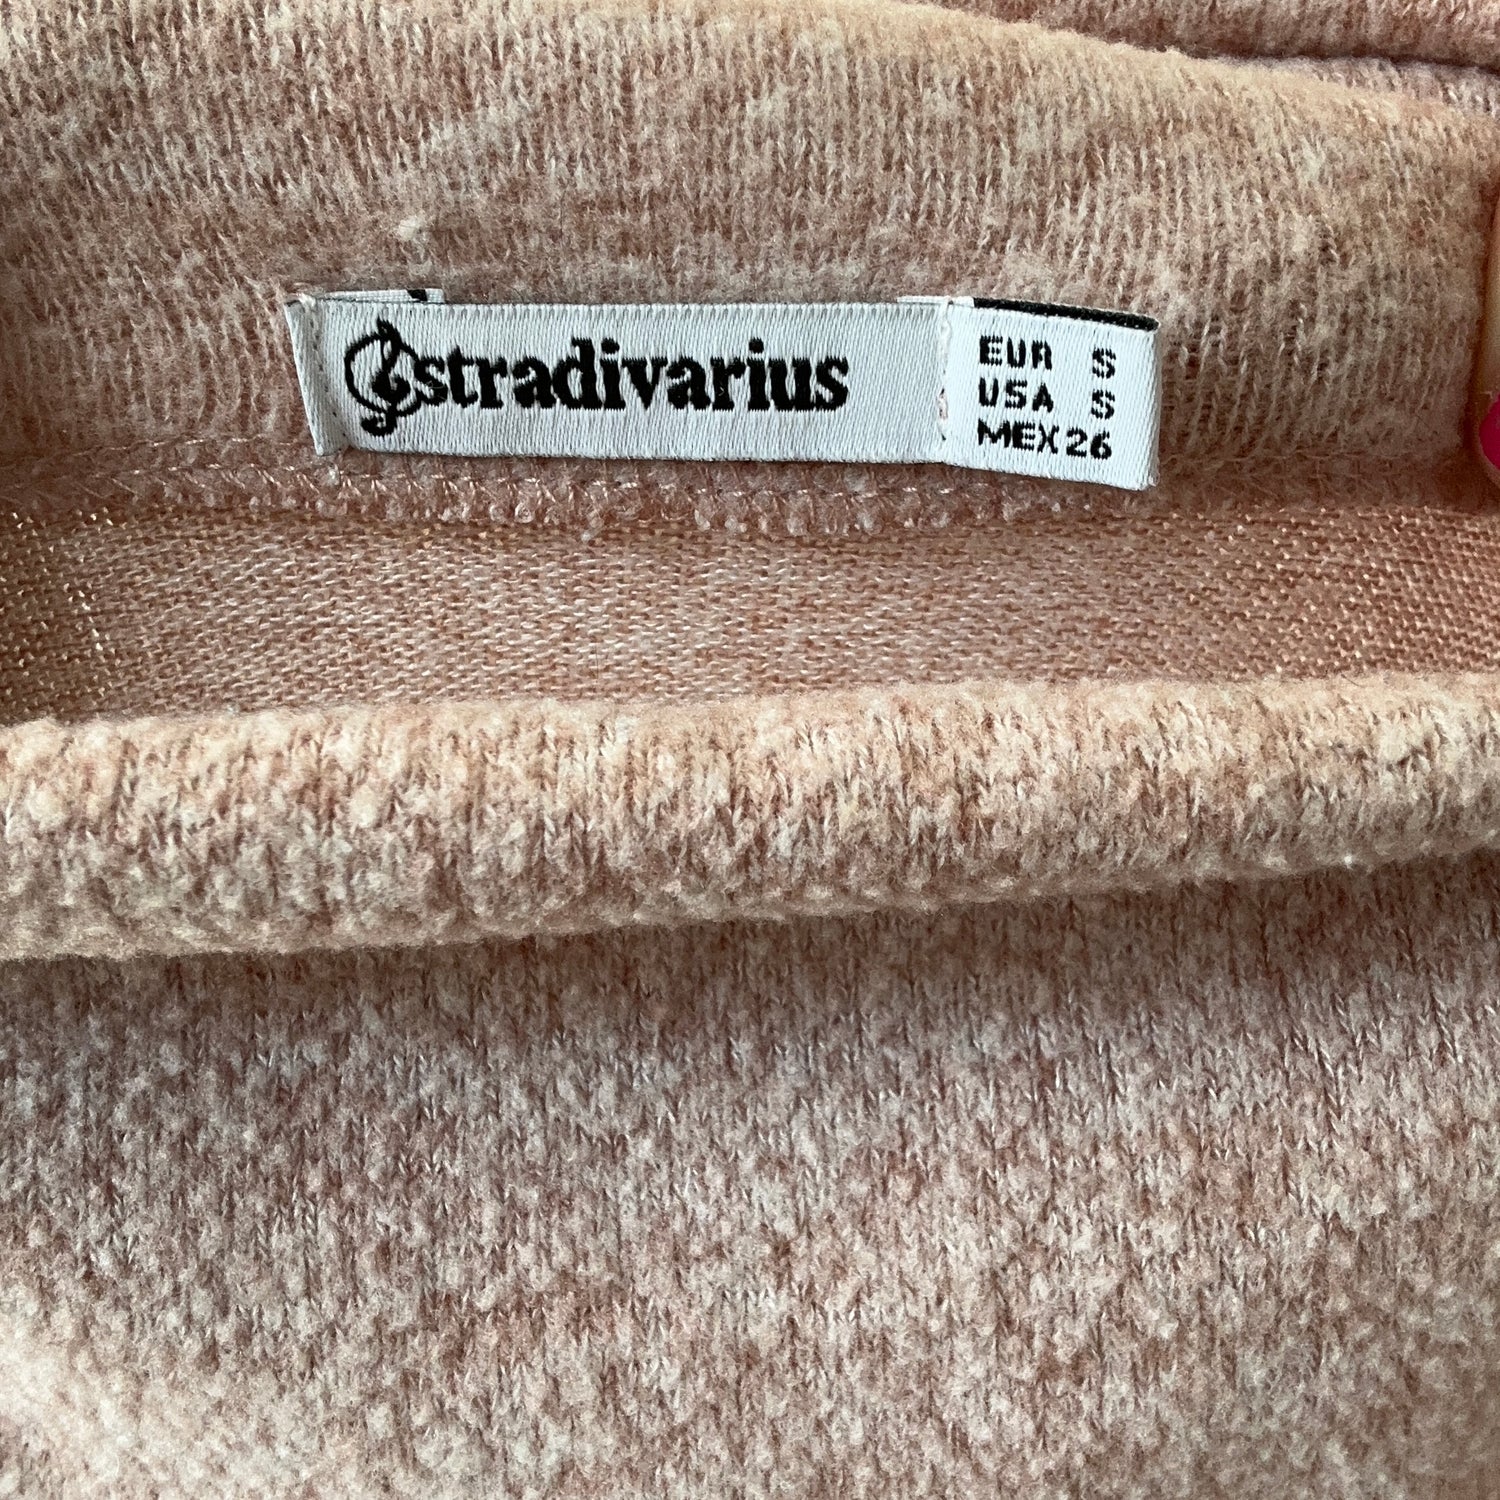 stradivarius
EUR S
USA S
MEX 26